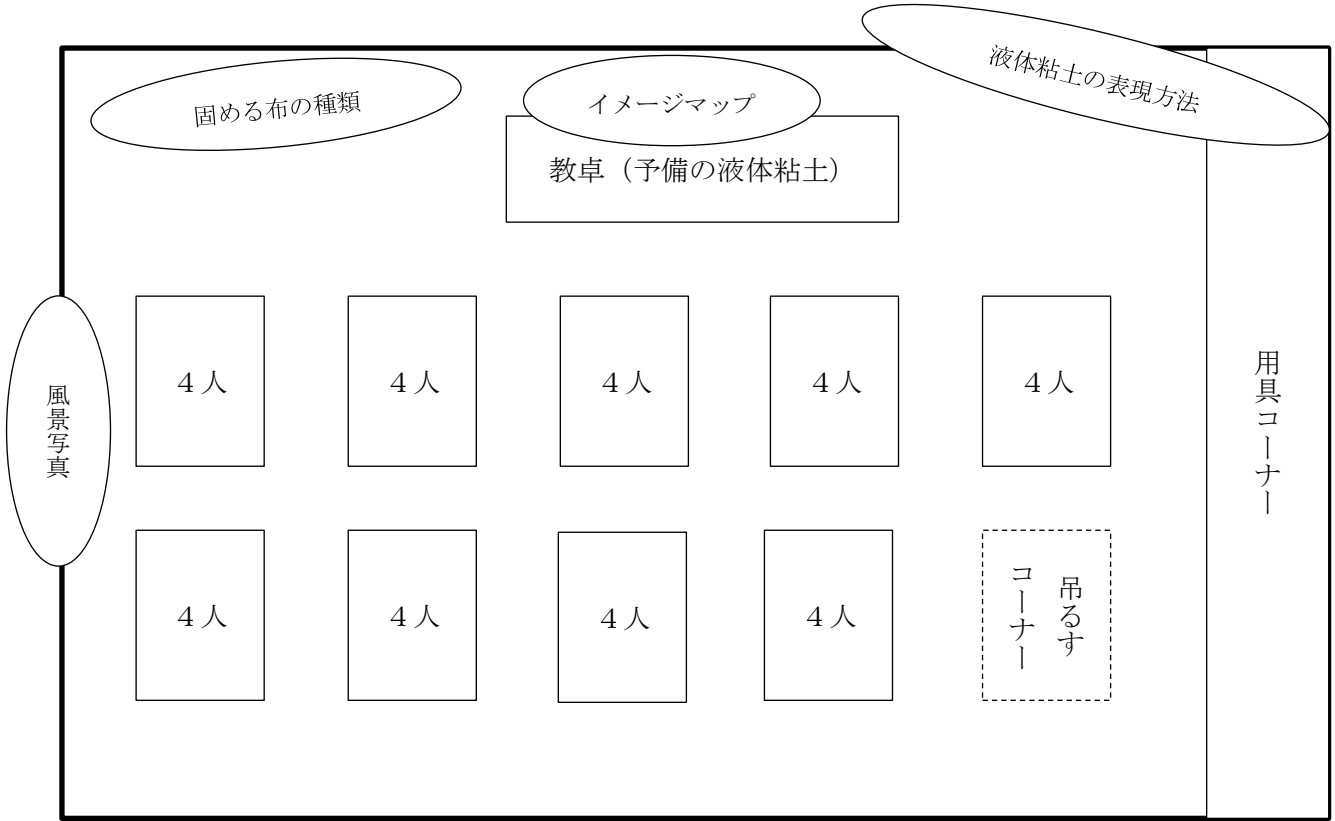 固める布の種類
イメージマップ
液体粘土の表現方法
教卓（予備の液体粘土）
風景写真
４人
４人
４人
４人
４人
用具コーナー
４人
４人
４人
４人
吊るす
コーナー